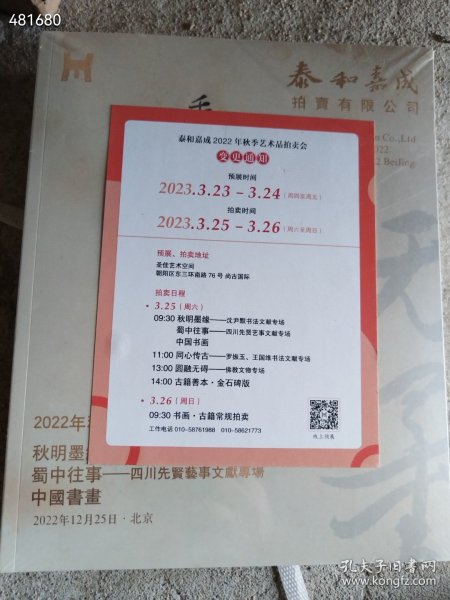 481680
泰和嘉成
拍賣有限公司
Co.,Ltd
2022
Beijing
泰和嘉成2022年秋季艺术品拍卖会
变更通知
预展时间
2023.3.23 - 3.24（周四至周五）
拍卖时间
2023.3.25 - 3.26（周六至周日）
预展、拍卖地址
圣佳艺术空间
朝阳区东三环南路76号 尚古国际
拍卖日程
• 3.25（周六）
09:30 秋明墨缘——沈尹默书法文献专场
蜀中往事——四川先贤艺事文献专场
中国书画
11:00 同心传古——罗振玉、王国维书法文献专场
13:00 圆融无碍——佛教文物专场
14:00 古籍善本·金石碑版
• 3.26（周日）
09:30 书画·古籍常规拍卖
工作电话 010-58761988 010-58621773
线上预展
2022年
秋明墨
蜀中往事——四川先賢藝事文獻專場
中國書畫
2022年12月25日·北京
孔夫子旧书网
www.kongfz.com